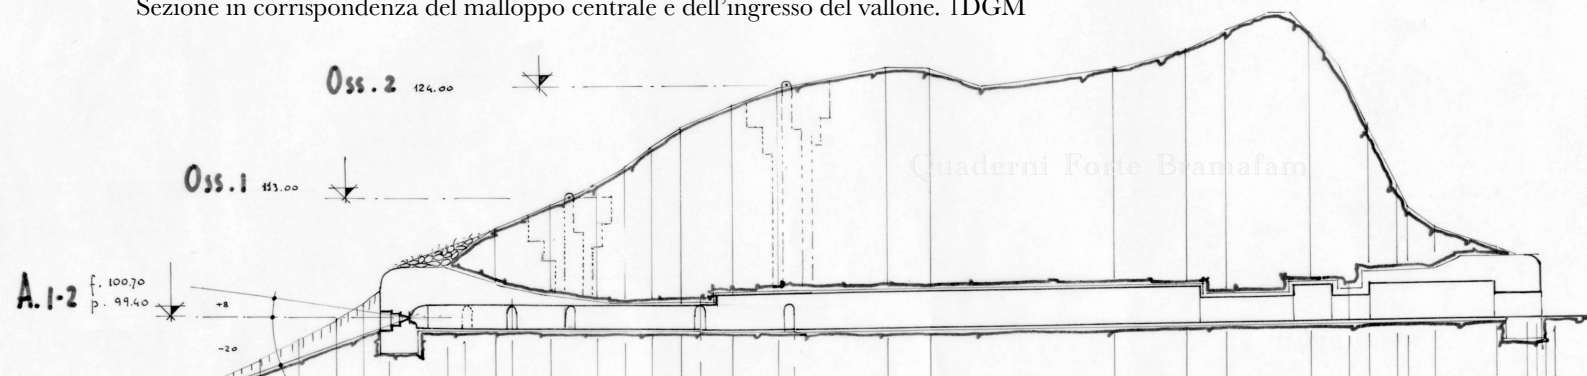 Sezione in corrispondenza del malloppo centrale e dell'ingresso del vallone. 1DGM
Oss. 2 124.00
Quaderni Forte Bramafam
Oss. 1 113.00
A. 1-2 f. 100.70
p. 99.40
+8
-20